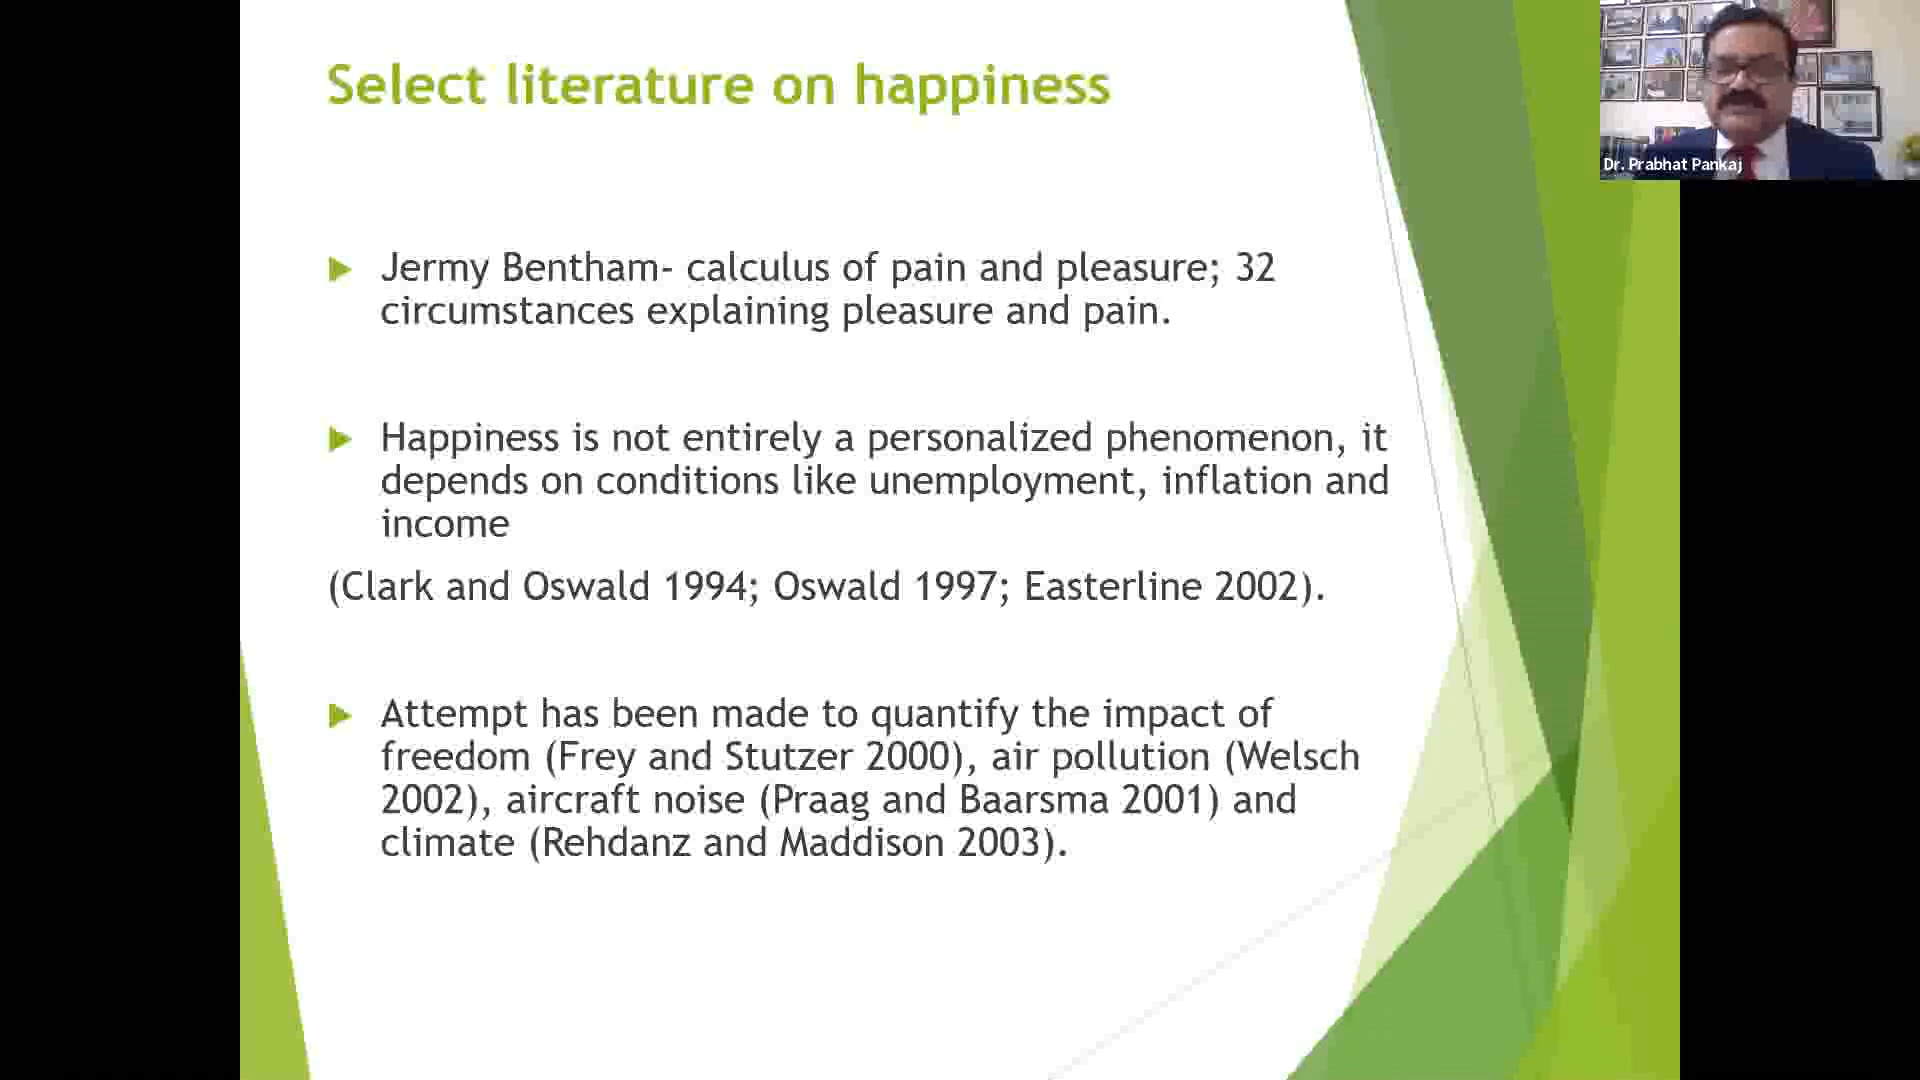 Select literature on happiness
Dr. Prabhat Pankaj
Jermy Bentham- calculus of pain and pleasure; 32
circumstances explaining pleasure and pain.
Happiness is not entirely a personalized phenomenon, it
depends on conditions like unemployment, inflation and
income
(Clark and Oswald 1994; Oswald 1997; Easterline 2002).
Attempt has been made to quantify the impact of
freedom (Frey and Stutzer 2000), air pollution (Welsch
2002), aircraft noise (Praag and Baarsma 2001) and
climate (Rehdanz and Maddison 2003).